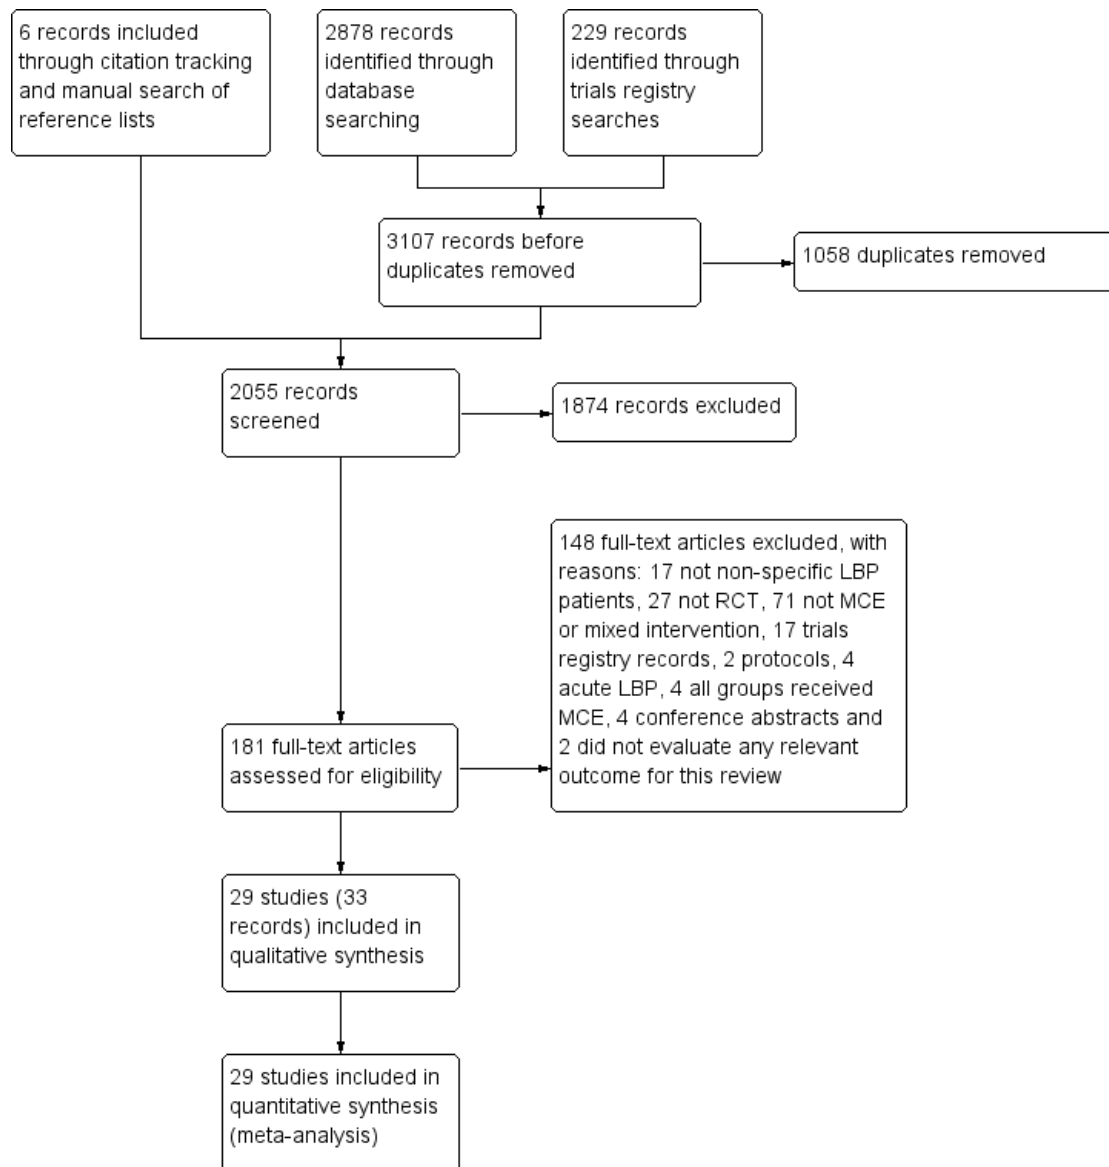 6 records included
through citation tracking
and manual search of
reference lists
2878 records
identified through
database
searching
229 records
identified through
trials registry
searches
3107 records before
duplicates removed
1058 duplicates removed
2055 records
screened
1874 records excluded
148 full-text articles excluded, with
reasons: 17 not non-specific LBP
patients, 27 not RCT, 71 not MCE
or mixed intervention, 17 trials
registry records, 2 protocols, 4
acute LBP, 4 all groups received
MCE, 4 conference abstracts and
2 did not evaluate any relevant
outcome for this review
181 full-text articles
assessed for eligibility
29 studies (33
records) included in
qualitative synthesis
29 studies included in
quantitative synthesis
(meta-analysis)